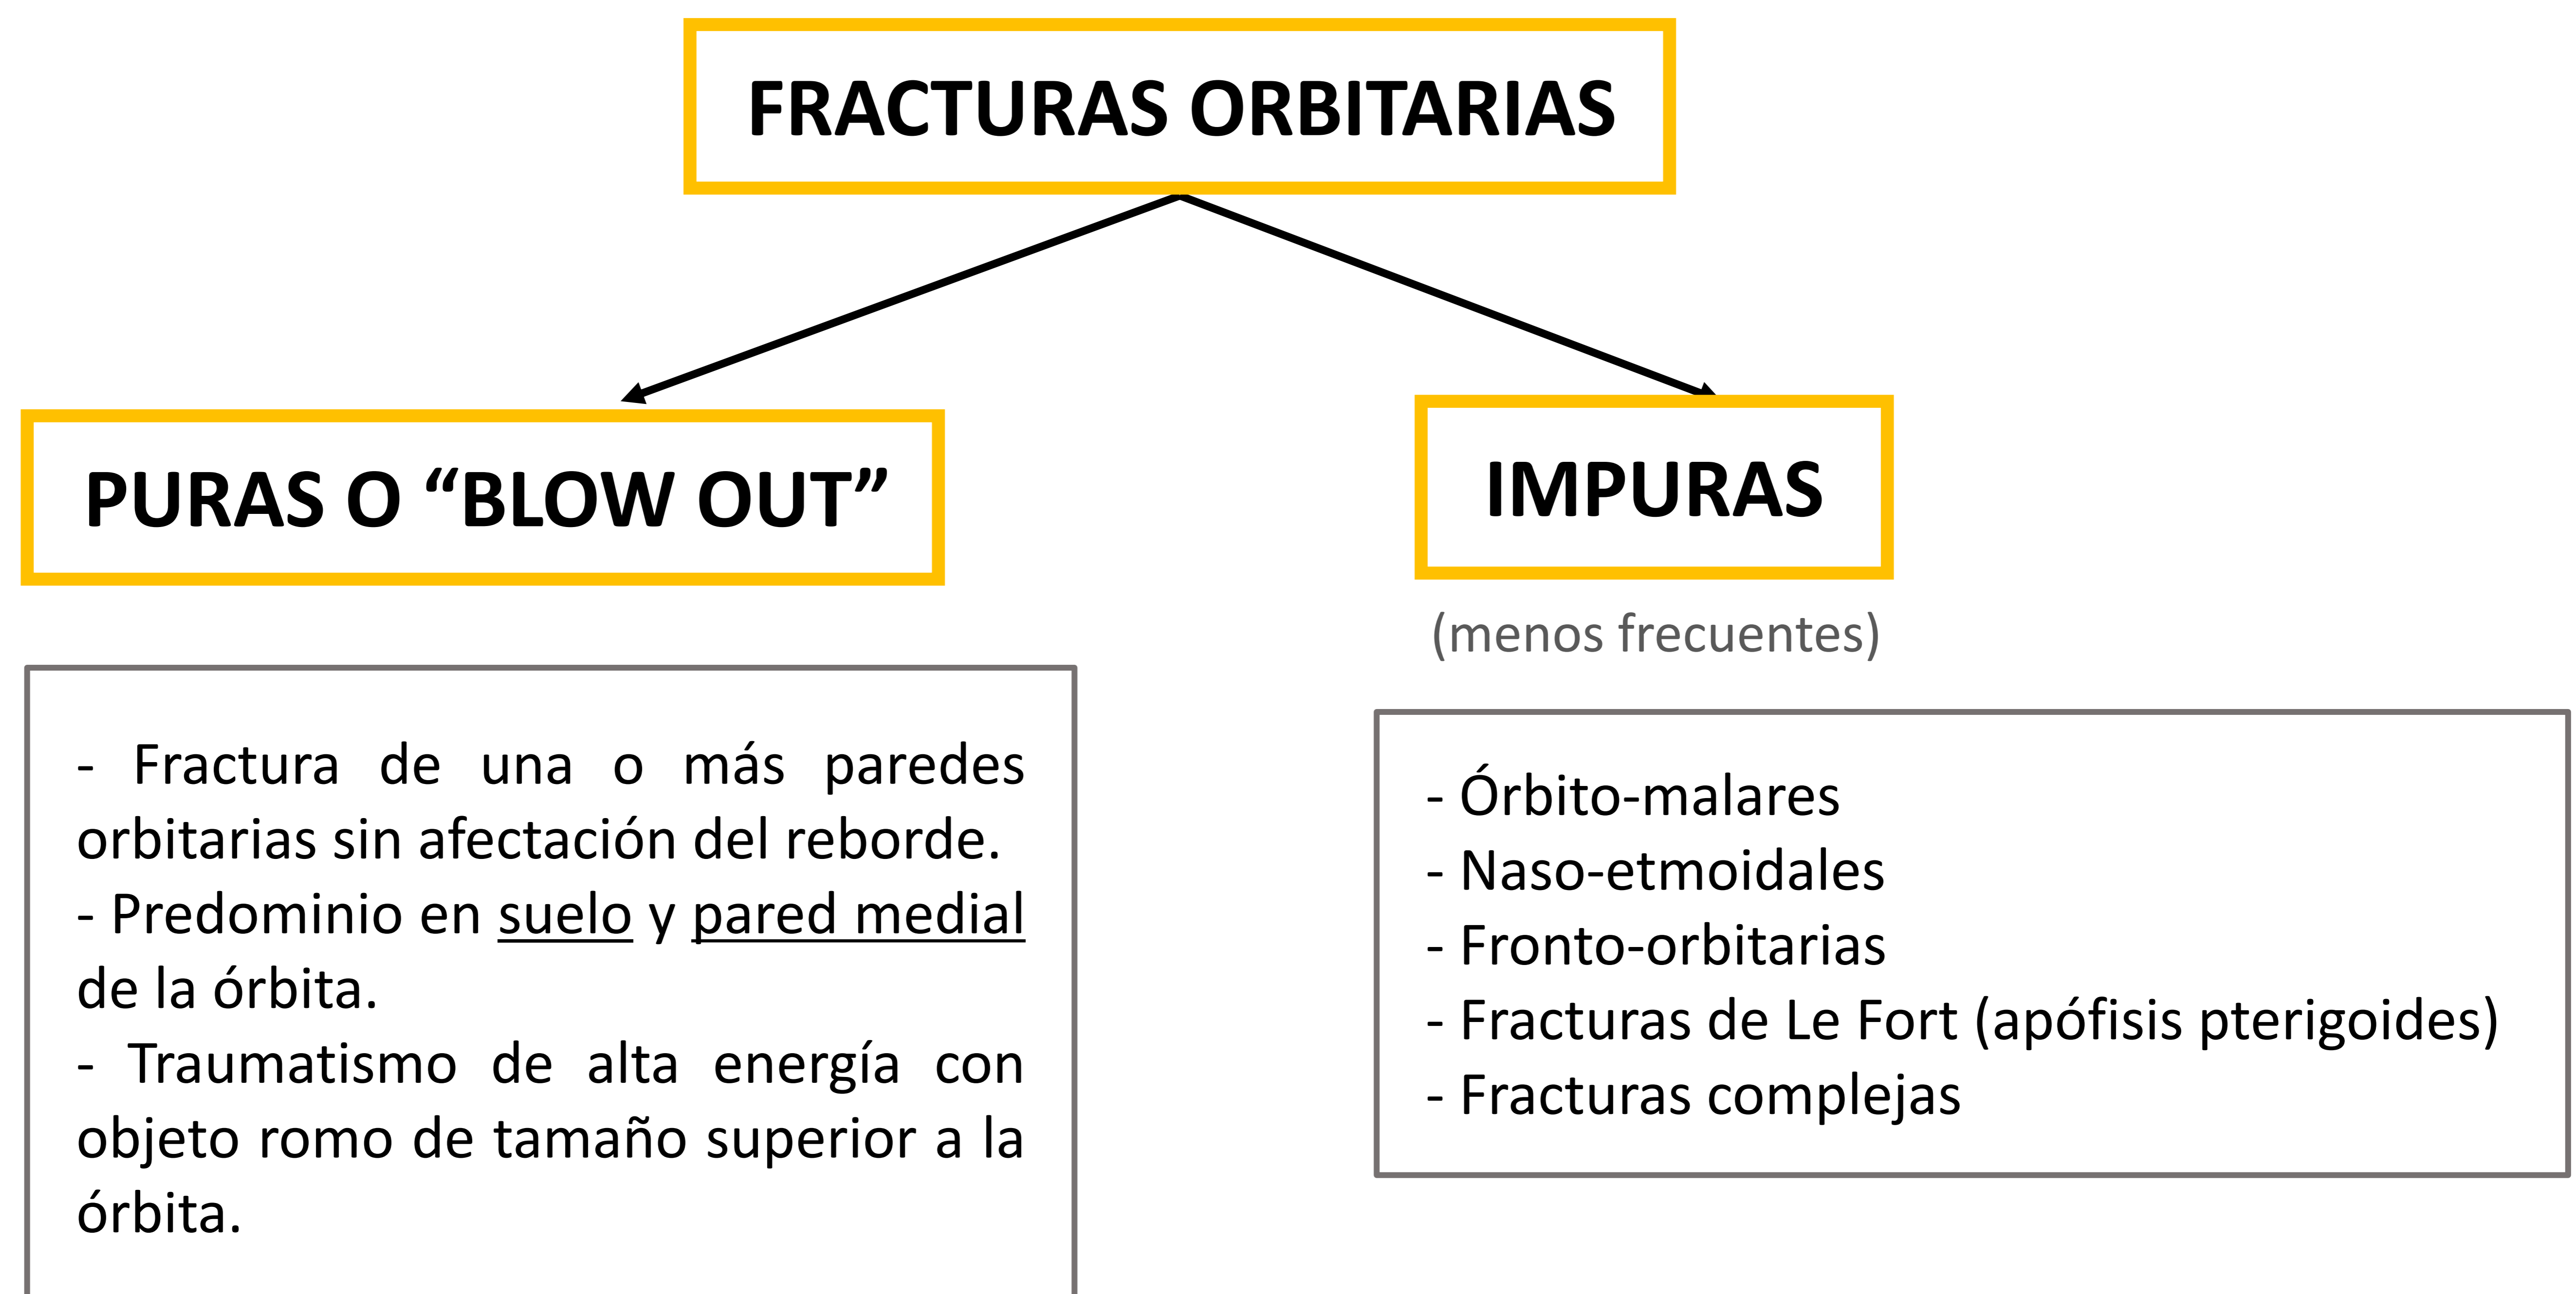 FRACTURAS ORBITARIAS
PURAS O “BLOW OUT”
- Fractura de una o más paredes
orbitarias sin afectación del reborde.
- Predominio en suelo y pared medial
de la órbita.
- Traumatismo de alta energía con
objeto romo de tamaño superior a la
órbita.
IMPURAS
(menos frecuentes)
- Órbito-malares
- Naso-etmoidales
- Fronto-orbitarias
- Fracturas de Le Fort (apófisis pterigoides)
- Fracturas complejas